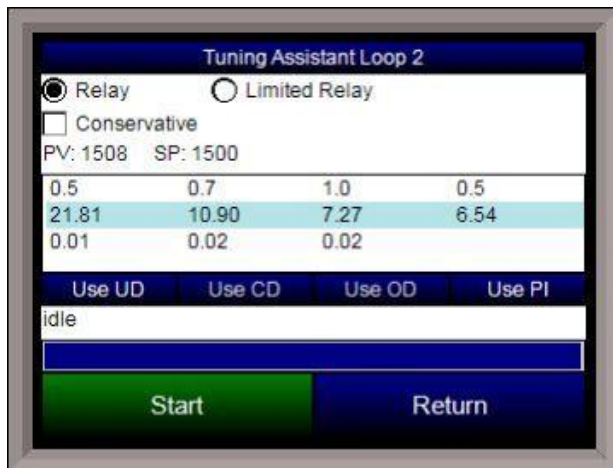 Tuning Assistant Loop 2
Relay Limited Relay
Conservative
PV: 1508 SP: 1500
0.5 0.7 1.0 0.5
21.81 10.90 7.27 6.54
0.01 0.02 0.02
Use UD Use CD Use OD Use PI
idle
Start Return